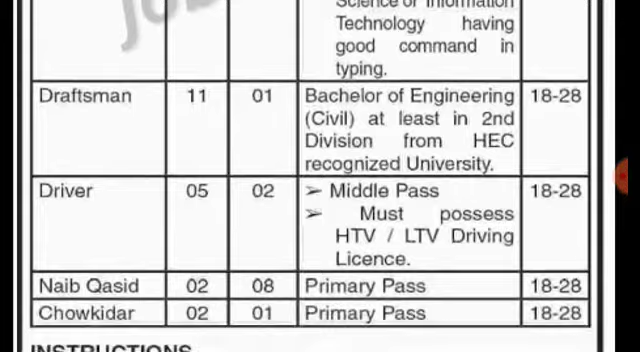 Science or Information
Technology having
good command in
typing.
Draftsman 11 01 Bachelor of Engineering 18-28
(Civil) at least in 2nd
Division from HEC
recognized University.
Driver 05 02 ➢ Middle Pass 18-28
➢ Must possess
HTV / LTV Driving
Licence.
Naib Qasid 02 08 Primary Pass 18-28
Chowkidar 02 01 Primary Pass 18-28
INSTRUCTIONS